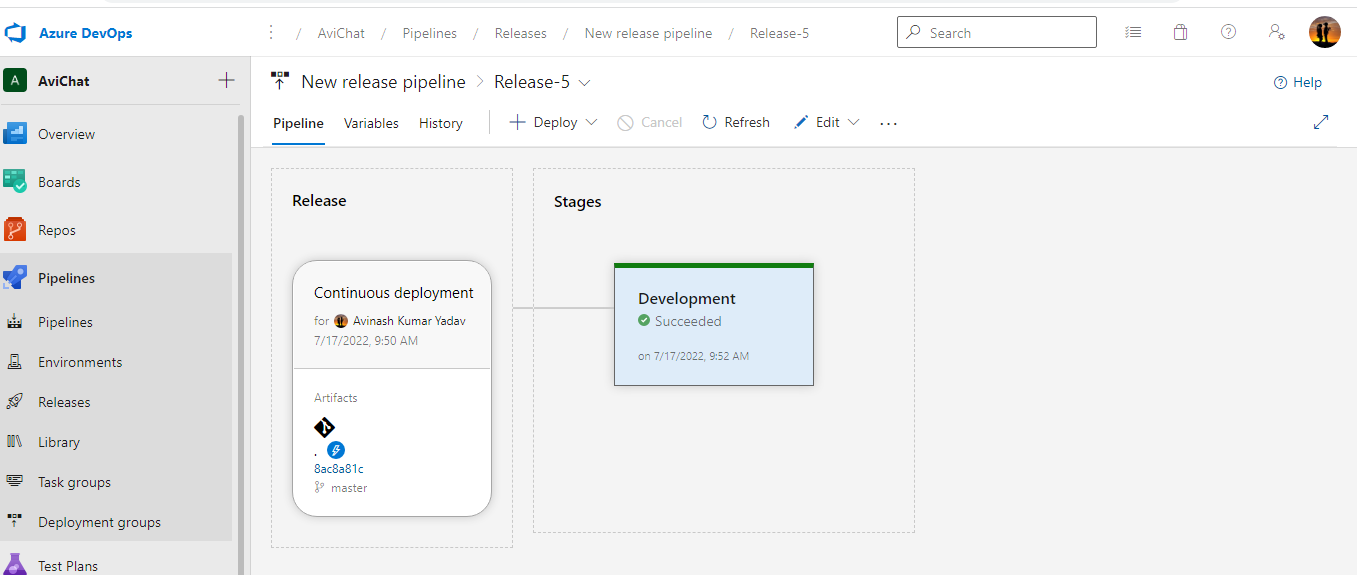 Azure DevOps
/ AviChat / Pipelines / Releases / New release pipeline / Release-5
Search
A AviChat
New release pipeline Release-5
Help
Pipeline Variables History Deploy Cancel Refresh Edit ...
Overview
Boards
Repos
Pipelines
Pipelines
Environments
Releases
Library
Task groups
Deployment groups
Test Plans
Release
Continuous deployment
for Avinash Kumar Yadav
7/17/2022, 9:50 AM
Artifacts
.
8ac8a81c
master
Stages
Development
Succeeded
on 7/17/2022, 9:52 AM